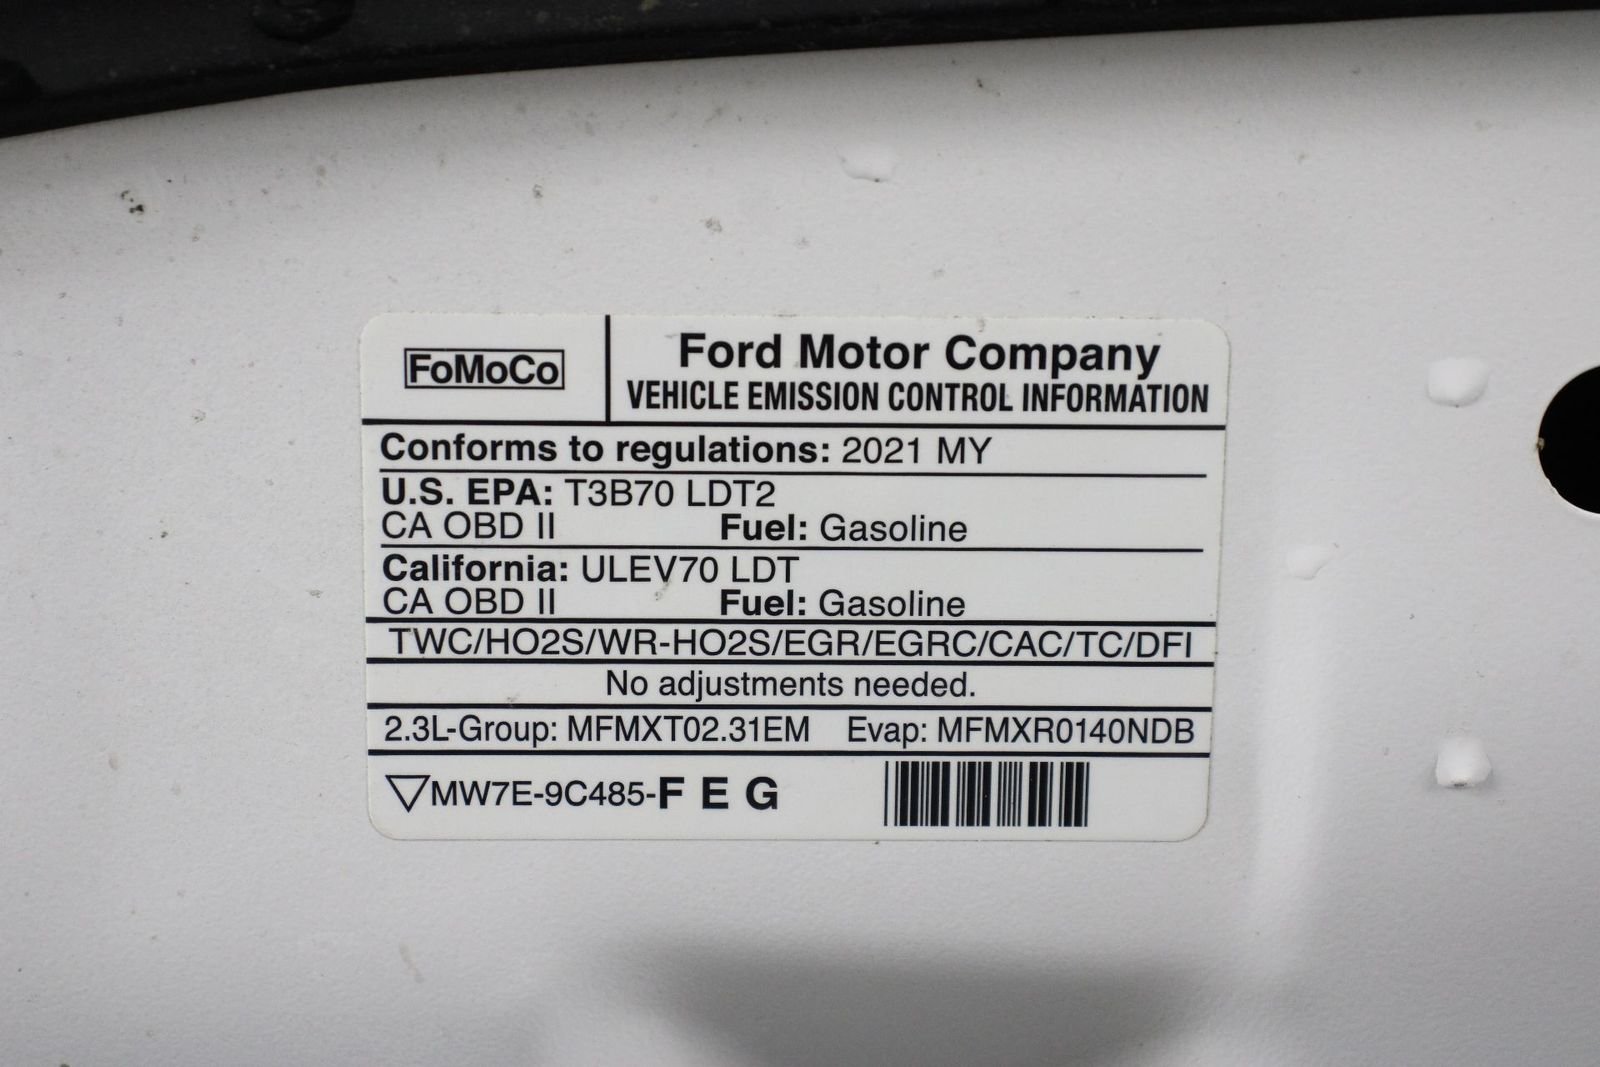 FoMoCo
Ford Motor Company
VEHICLE EMISSION CONTROL INFORMATION
Conforms to regulations: 2021 MY
U.S. EPA: T3B70 LDT2
CA OBD II Fuel: Gasoline
California: ULEV70 LDT
CA OBD II Fuel: Gasoline
TWC/HO2S/WR-HO2S/EGR/EGRC/CAC/TC/DFI
No adjustments needed.
2.3L-Group: MFMXT02.31EM Evap: MFMXR0140NDB
MW7E-9C485-F E G